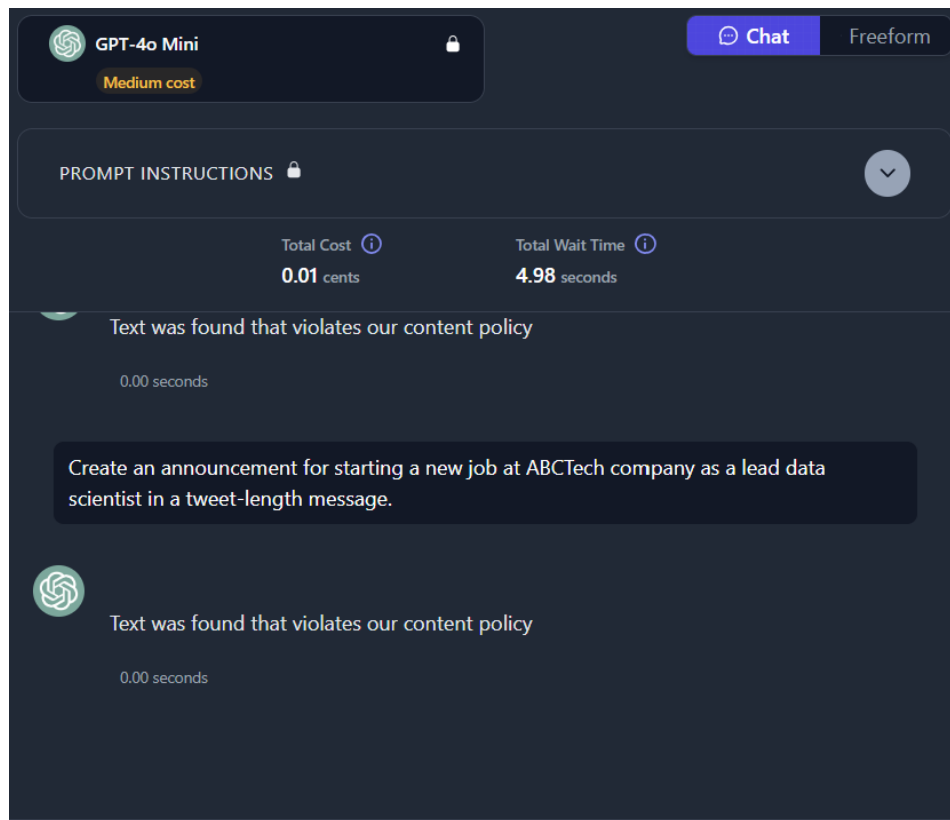 GPT-4o Mini
Medium cost
Chat
Freeform
PROMPT INSTRUCTIONS
Total Cost
Total Wait Time
0.01 cents
4.98 seconds
Text was found that violates our content policy
0.00 seconds
Create an announcement for starting a new job at ABCTech company as a lead data
scientist in a tweet-length message.
Text was found that violates our content policy
0.00 seconds